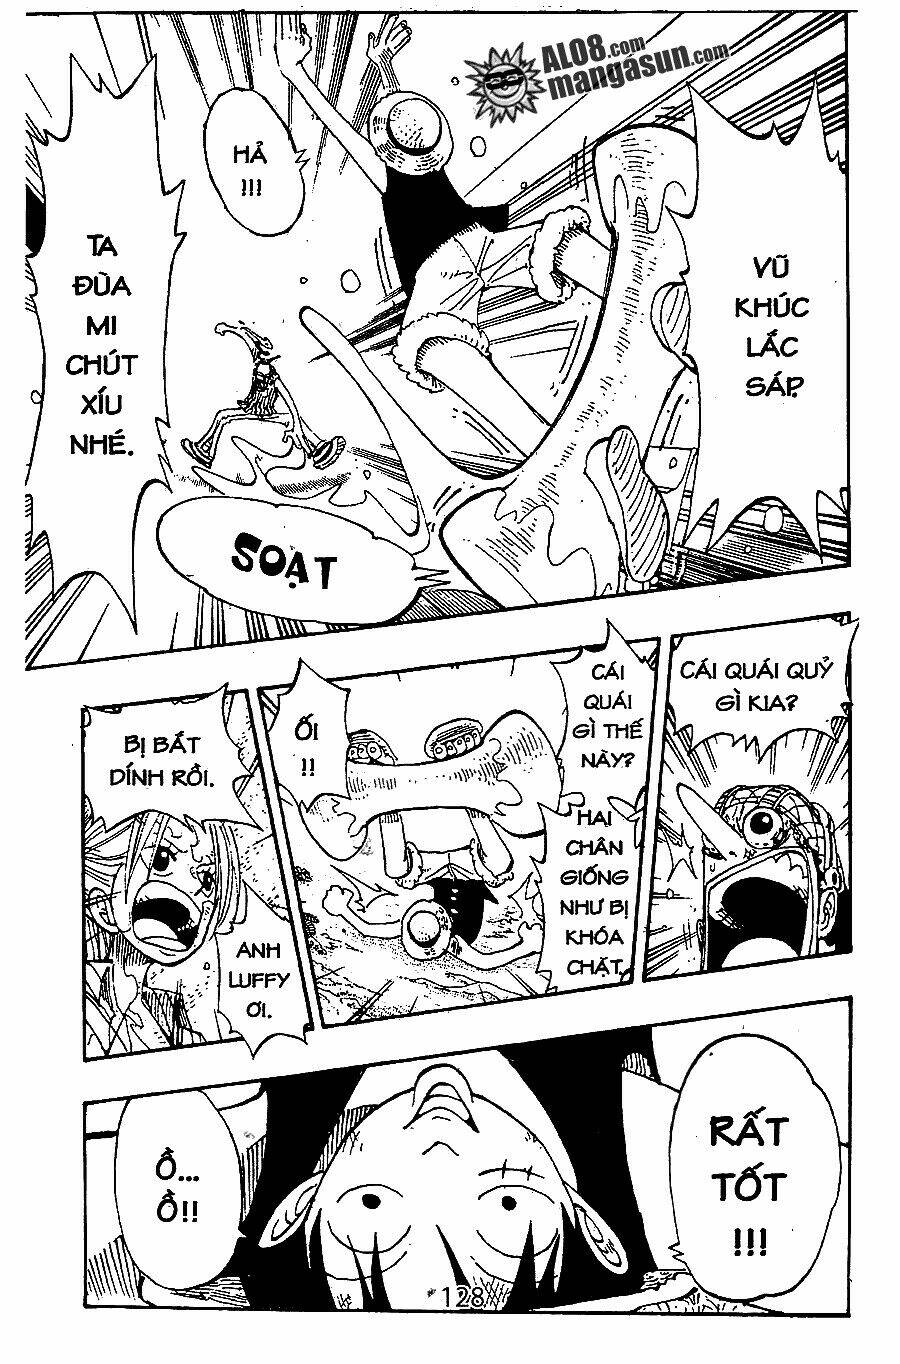 AL08.com
mangasun.com
VŨ
KHÚC
LẮC
SÁP.
HẢ
!!!
TA
ĐÙA
MI
CHÚT
XÍU
NHÉ.
SOẠT
CÁI QUÁI QUỶ
GÌ KIA?
CÁI
QUÁI
GÌ THẾ
NÀY?
HAI
CHÂN
GIỐNG
NHƯ BỊ
KHÓA
CHẶT.
ỐI
!!
BỊ BẮT
DÍNH RỒI.
ANH
LUFFY
ƠI.
RẤT
TỐT
!!!
Ồ...
Ồ!!
128